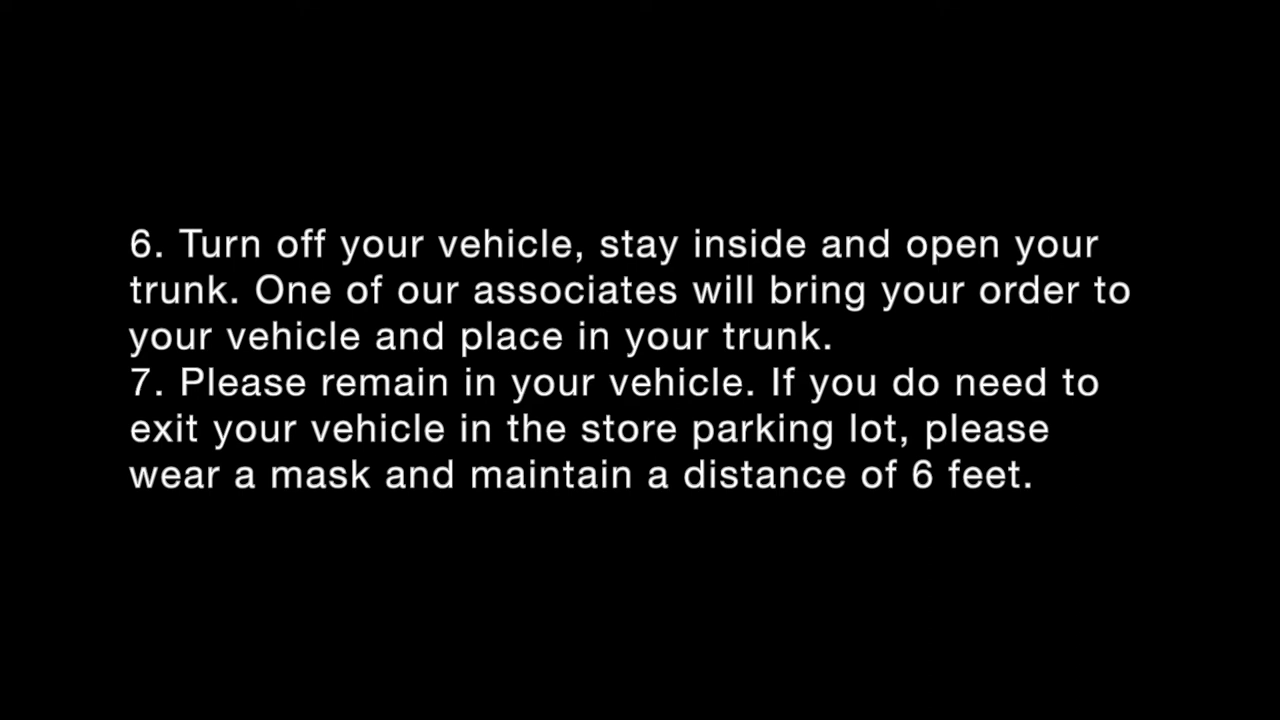 6. Turn off your vehicle, stay inside and open your
trunk. One of our associates will bring your order to
your vehicle and place in your trunk.
7. Please remain in your vehicle. If you do need to
exit your vehicle in the store parking lot, please
wear a mask and maintain a distance of 6 feet.